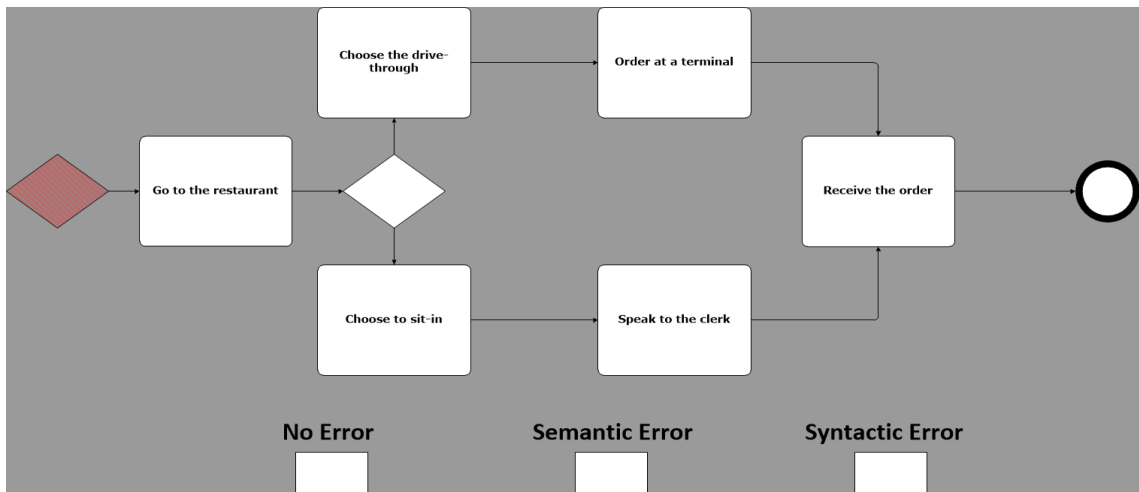 Choose the drive-
through
Order at a terminal
Go to the restaurant
Receive the order
Choose to sit-in
Speak to the clerk
No Error
Semantic Error
Syntactic Error